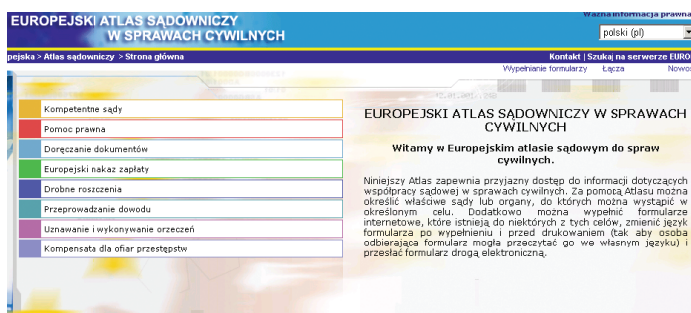 EUROPEJSKI ATLAS SĄDOWNICZY
W SPRAWACH CYWILNYCH
Ważna informacja prawna
polski (pl)
pejska > Atlas sądowniczy > Strona główna
Kontakt | Szukaj na serwerze EURO
Wypełnianie formularzy Łącza Nowoś
Kompetentne sądy
Pomoc prawna
Doręczanie dokumentów
Europejski nakaz zapłaty
Drobne roszczenia
Przeprowadzanie dowodu
Uznawanie i wykonywanie orzeczeń
Kompensata dla ofiar przestępstw
EUROPEJSKI ATLAS SĄDOWNICZY W SPRAWACH
CYWILNYCH
Witamy w Europejskim atlasie sądowym do spraw
cywilnych.
Niniejszy Atlas zapewnia przyjazny dostęp do informacji dotyczących
współpracy sądowej w sprawach cywilnych. Za pomocą Atlasu można
określić właściwe sądy lub organy, do których można wystąpić w
określonym celu. Dodatkowo można wypełnić formularze
internetowe, które istnieją do niektórych z tych celów, zmienić język
formularza po wypełnieniu i przed drukowaniem (tak aby osoba
odbierająca formularz mogła przeczytać go we własnym języku) i
przesłać formularz drogą elektroniczną.